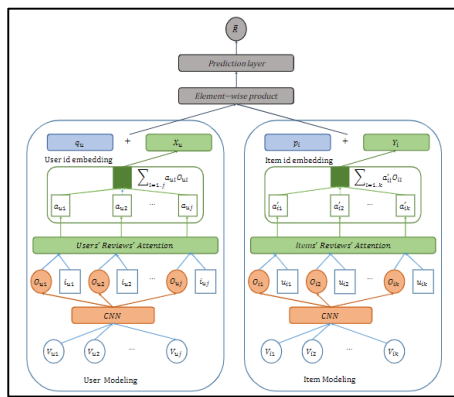 R̂
Prediction layer
Element−wise product
q_u + X_u p_i + Y_i
User id embedding Item id embedding
∑_{l=1..j} a_{ul}O_{ul} ∑_{l=1..k} a′_{il}O_{il}
a_{u1} a_{u2} ... a_{uj} a′_{i1} a′_{i2} ... a′_{ik}
Users' Reviews' Attention Items' Reviews' Attention
O_{u1} i_{u1} O_{u2} i_{u2} ... O_{uj} i_{uj} O_{i1} u_{i1} O_{i2} u_{i2} ... O_{ik} u_{ik}
CNN CNN
V_{u1} V_{u2} ... V_{uj} V_{i1} V_{i2} ... V_{ik}
User Modeling Item Modeling